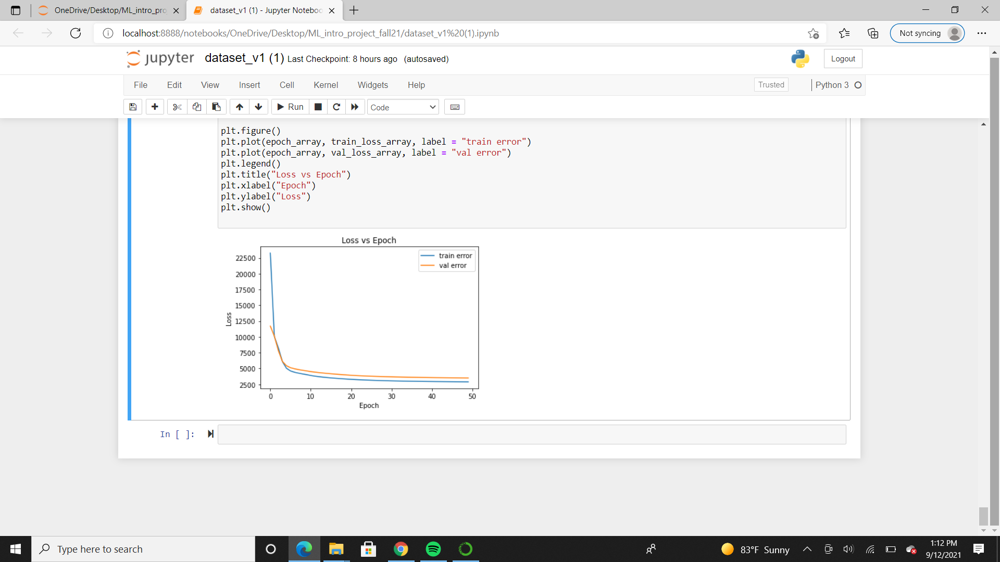 OneDrive/Desktop/ML_intro_pro
dataset_v1 (1) - Jupyter Noteboo
localhost:8888/notebooks/OneDrive/Desktop/ML_intro_project_fall21/dataset_v1%20(1).ipynb
Not syncing
jupyter dataset_v1 (1) Last Checkpoint: 8 hours ago (autosaved)
Logout
File Edit View Insert Cell Kernel Widgets Help
Trusted
Python 3
Run
Code
plt.figure()
plt.plot(epoch_array, train_loss_array, label = "train error")
plt.plot(epoch_array, val_loss_array, label = "val error")
plt.legend()
plt.title("Loss vs Epoch")
plt.xlabel("Epoch")
plt.ylabel("Loss")
plt.show()
Loss vs Epoch
train error
val error
22500
20000
17500
15000
12500
10000
7500
5000
2500
Loss
0 10 20 30 40 50
Epoch
In [ ]:
Type here to search
83°F Sunny
1:12 PM
9/12/2021